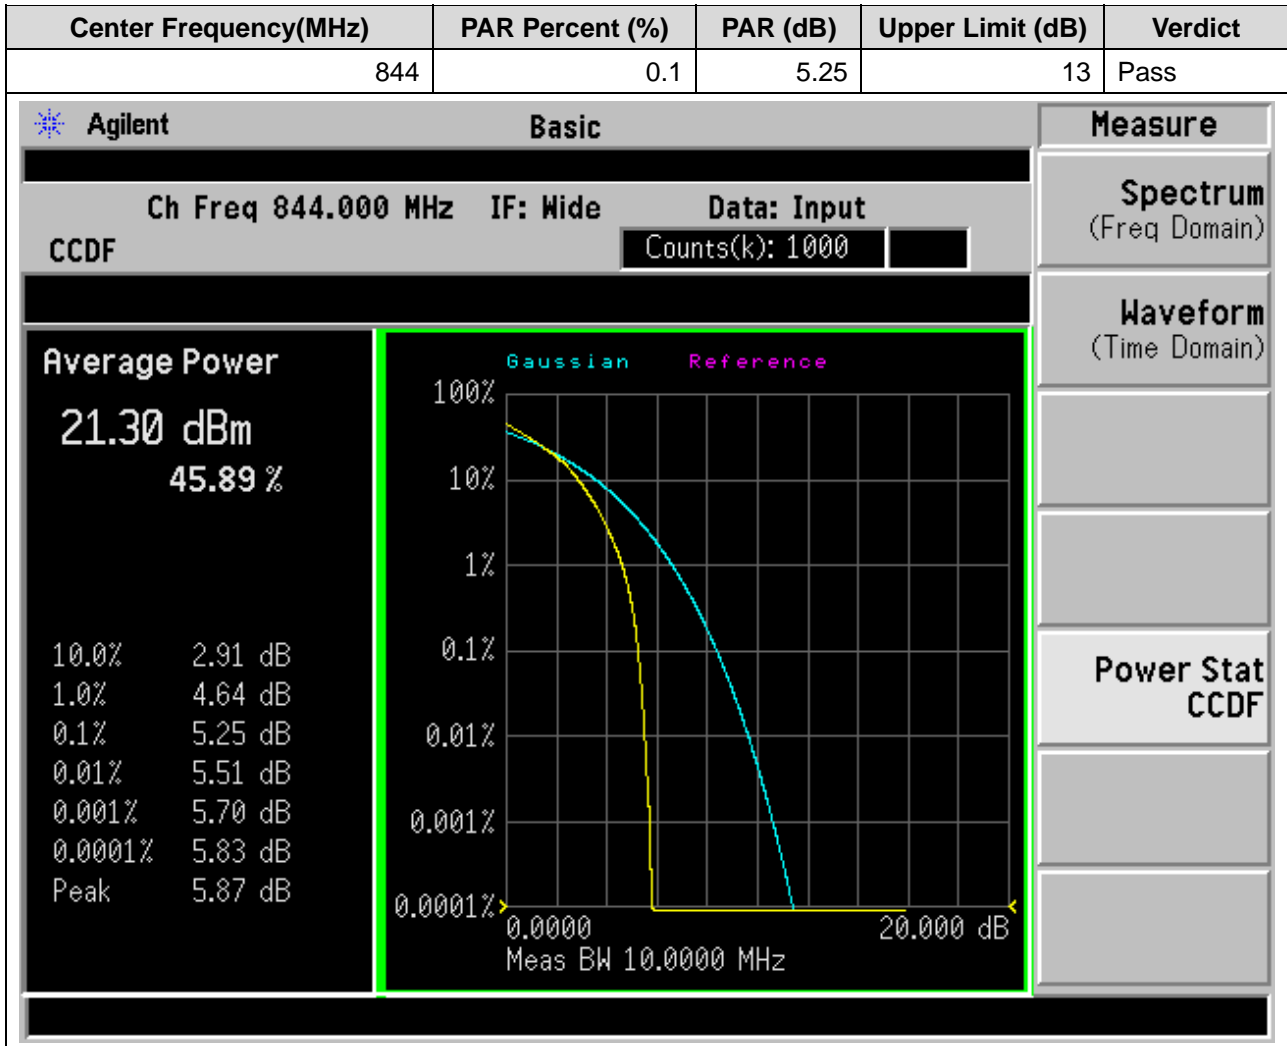 Center Frequency(MHz) PAR Percent (%) PAR (dB) Upper Limit (dB) Verdict
844 0.1 5.25 13 Pass
Agilent Basic Measure
Ch Freq 844.000 MHz IF: Wide Data: Input
CCDF Counts(k): 1000
Spectrum
(Freq Domain)
Waveform
(Time Domain)
Power Stat
CCDF
Average Power
21.30 dBm
45.89 %
10.0% 2.91 dB
1.0% 4.64 dB
0.1% 5.25 dB
0.01% 5.51 dB
0.001% 5.70 dB
0.0001% 5.83 dB
Peak 5.87 dB
Gaussian Reference
100%
10%
1%
0.1%
0.01%
0.001%
0.0001%
0.0000 20.000 dB
Meas BW 10.0000 MHz